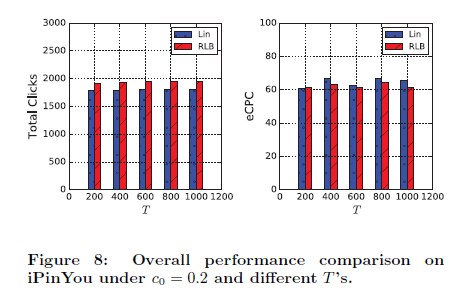 3000
2500
2000
1500
1000
500
0
Total Clicks
Lin
RLB
0 200 400 600 800 1000 1200
T
100
80
60
40
20
0
eCPC
Lin
RLB
0 200 400 600 800 1000 1200
T
Figure 8: Overall performance comparison on
iPinYou under c₀ = 0.2 and different T's.